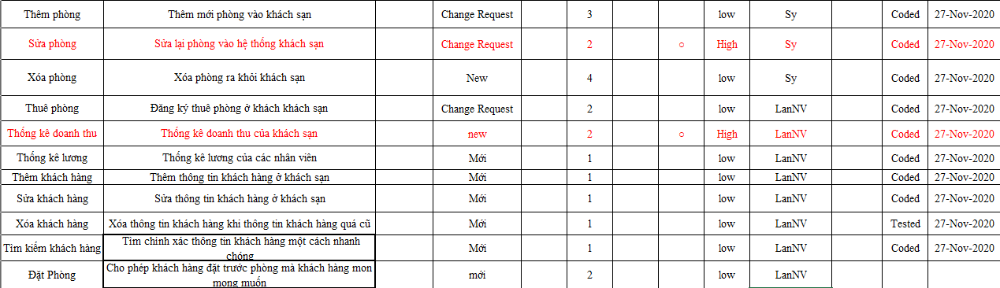 Thêm phòng Thêm mới phòng vào khách sạn Change Request 3 low Sy Coded 27-Nov-2020
Sửa phòng Sửa lại phòng vào hệ thống khách sạn Change Request 2 ○ High Sy Coded 27-Nov-2020
Xóa phòng Xóa phòng ra khỏi khách sạn New 4 low Sy Coded 27-Nov-2020
Thuê phòng Đăng ký thuê phòng ở khách khách sạn Change Request 2 low LanNV Coded 27-Nov-2020
Thống kê doanh thu Thống kê doanh thu của khách sạn new 2 ○ High LanNV Coded 27-Nov-2020
Thống kê lương Thống kê lương của các nhân viên Mới 1 low LanNV Coded 27-Nov-2020
Thêm khách hàng Thêm thông tin khách hàng ở khách sạn Mới 1 low LanNV Coded 27-Nov-2020
Sửa khách hàng Sửa thông tin khách hàng ở khách sạn Mới 1 low LanNV Coded 27-Nov-2020
Xóa khách hàng Xóa thông tin khách hàng khi thông tin khách hàng quá cũ Mới 1 low LanNV Tested 27-Nov-2020
Tìm kiếm khách hàng Tìm chính xác thông tin khách hàng một cách nhanh
chóng Mới 1 low LanNV Coded 27-Nov-2020
Đặt Phòng Cho phép khách hàng đặt trước phòng mà khách hàng mon
mong muốn mới 2 low LanNV